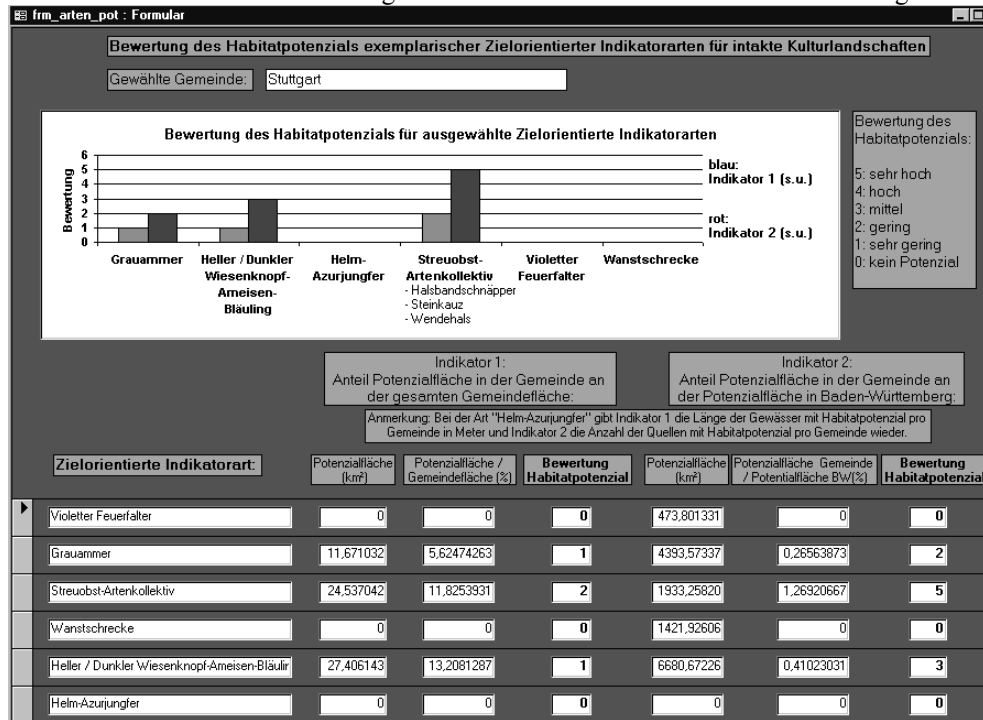 frm_arten_pot : Formular
Bewertung des Habitatpotenzials exemplarischer Zielorientierter Indikatorarten für intakte Kulturlandschaften
Gewählte Gemeinde: Stuttgart
Bewertung des Habitatpotenzials für ausgewählte Zielorientierte Indikatorarten
Bewertung
6
5
4
3
2
1
0
blau:
Indikator 1 (s.u.)
rot:
Indikator 2 (s.u.)
Grauammer
Heller / Dunkler
Wiesenknopf-
Ameisen-
Bläuling
Helm-
Azurjungfer
Streuobst-
Artenkollektiv
- Halsbandschnäpper
- Steinkauz
- Wendehals
Violetter
Feuerfalter
Wanstschrecke
Bewertung des
Habitatpotenzials:
5: sehr hoch
4: hoch
3: mittel
2: gering
1: sehr gering
0: kein Potenzial
Indikator 1:
Anteil Potenzialfläche in der Gemeinde an
der gesamten Gemeindefläche:
Indikator 2:
Anteil Potenzialfläche in der Gemeinde an
der Potenzialfläche in Baden-Württemberg:
Anmerkung: Bei der Art "Helm-Azurjungfer" gibt Indikator 1 die Länge der Gewässer mit Habitatpotenzial pro
Gemeinde in Meter und Indikator 2 die Anzahl der Quellen mit Habitatpotenzial pro Gemeinde wieder.
Zielorientierte Indikatorart:
Potenzialfläche
(km²)
Potenzialfläche /
Gemeindefläche (%)
Bewertung
Habitatpotenzial
Potenzialfläche
(km²)
Potenzialfläche Gemeinde
/ Potentialfläche BW(%)
Bewertung
Habitatpotenzial
Violetter Feuerfalter 0 0 0 473,801331 0 0
Grauammer 11,671032 5,62474263 1 4393,57337 0,26563873 2
Streuobst-Artenkollektiv 24,537042 11,8253931 2 1933,25820 1,26920667 5
Wanstschrecke 0 0 0 1421,92606 0 0
Heller / Dunkler Wiesenknopf-Ameisen-Bläulir 27,406143 13,2081287 1 6680,67226 0,41023031 3
Helm-Azurjungfer 0 0 0 0 0 0